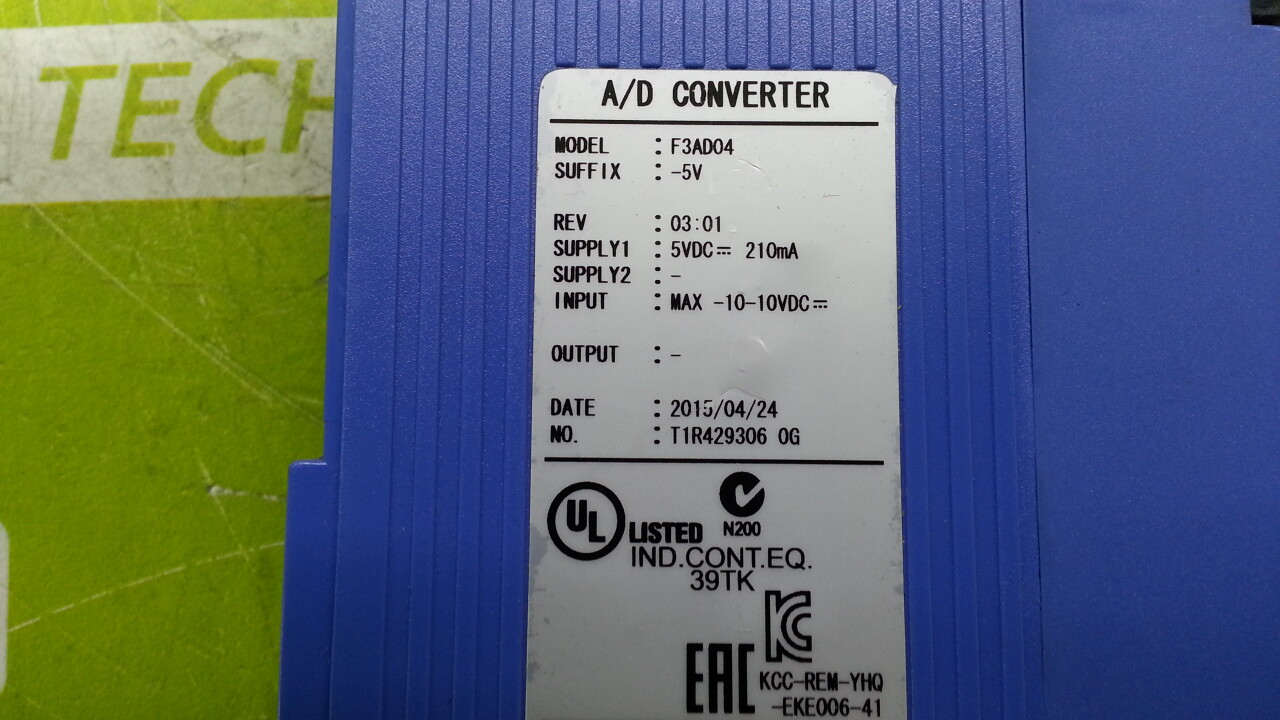 TECH
A/D CONVERTER
MODEL : F3AD04
SUFFIX : -5V
REV : 03:01
SUPPLY1 : 5VDC⎓ 210mA
SUPPLY2 : -
INPUT : MAX -10-10VDC⎓
OUTPUT : -
DATE : 2015/04/24
NO. : T1R429306 0G
UL LISTED
N200
IND.CONT.EQ.
39TK
KC
EAC
KCC-REM-YHQ
-EKE006-41